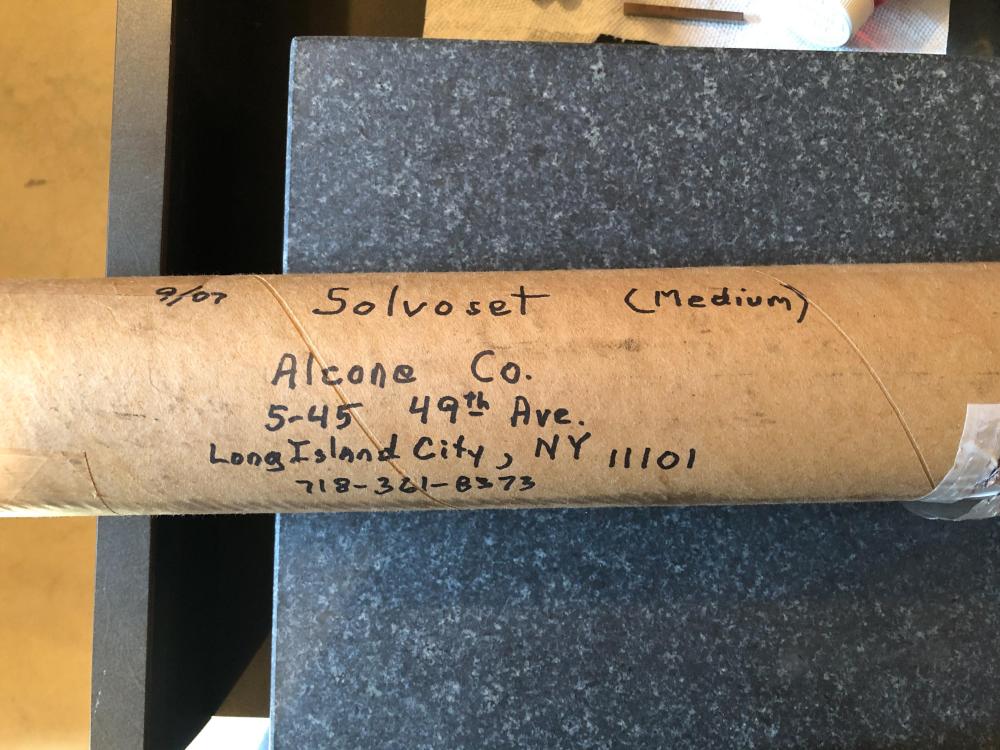 9/07 Solvoset (Medium)
Alcone Co.
5-45 49th Ave.
Long Island City, NY 11101
718-361-8373